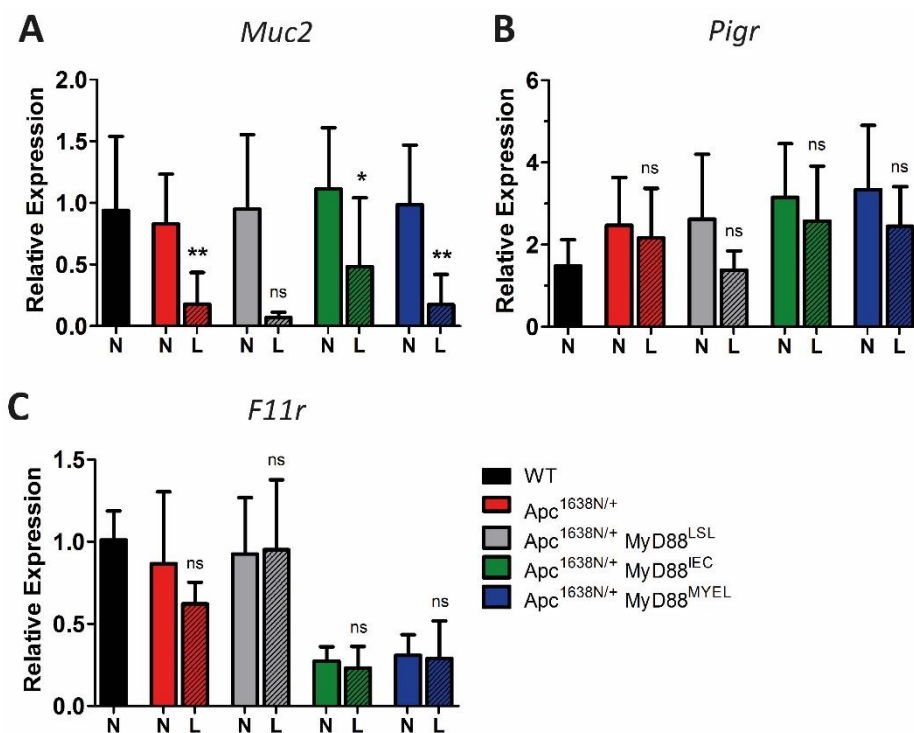 A
Muc2
Relative Expression
2.0
1.5
1.0
0.5
0.0
**
ns
*
**
N N L N L N L N L
B
Pigr
Relative Expression
6
4
2
0
ns
ns
ns
ns
N N L N L N L N L
C
F11r
Relative Expression
1.5
1.0
0.5
0.0
ns
ns
ns
ns
N N L N L N L N L
WT
Apc1638N/+
Apc1638N/+ MyD88LSL
Apc1638N/+ MyD88IEC
Apc1638N/+ MyD88MYEL